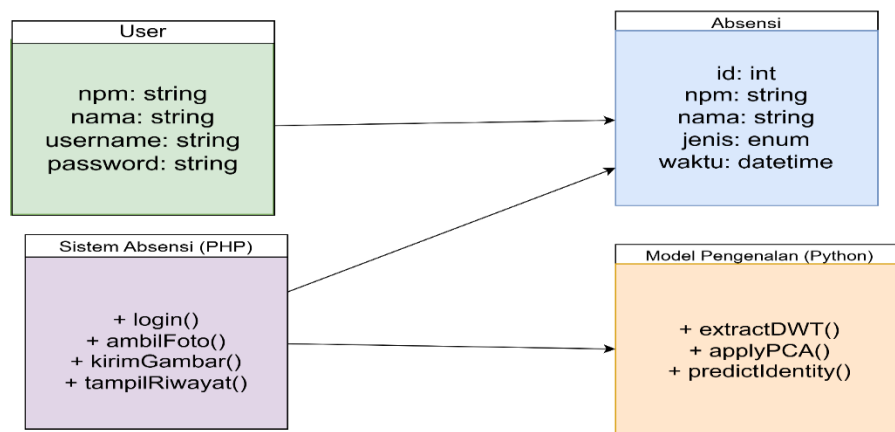 User
npm: string
nama: string
username: string
password: string
Absensi
id: int
npm: string
nama: string
jenis: enum
waktu: datetime
Sistem Absensi (PHP)
+ login()
+ ambilFoto()
+ kirimGambar()
+ tampilRiwayat()
Model Pengenalan (Python)
+ extractDWT()
+ applyPCA()
+ predictIdentity()